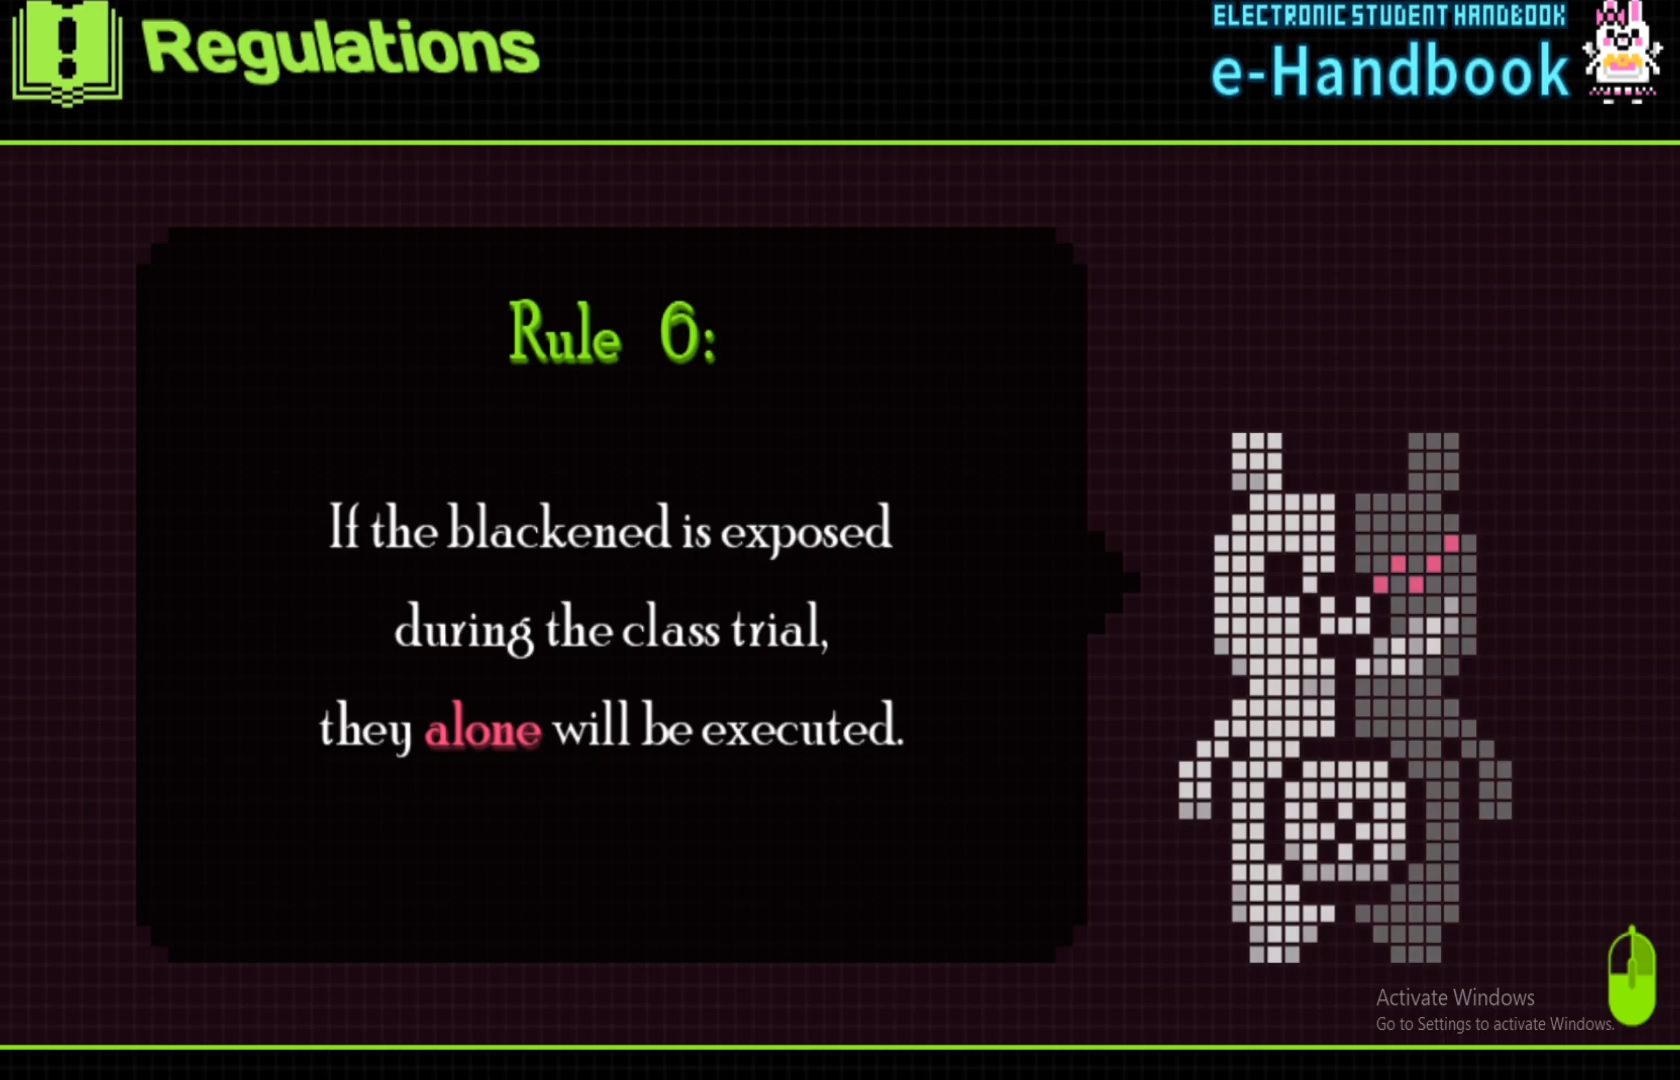 Regulations
ELECTRONIC STUDENT HANDBOOK
e-Handbook
Rule 6:
If the blackened is exposed
during the class trial,
they alone will be executed.
Activate Windows
Go to Settings to activate Windows.